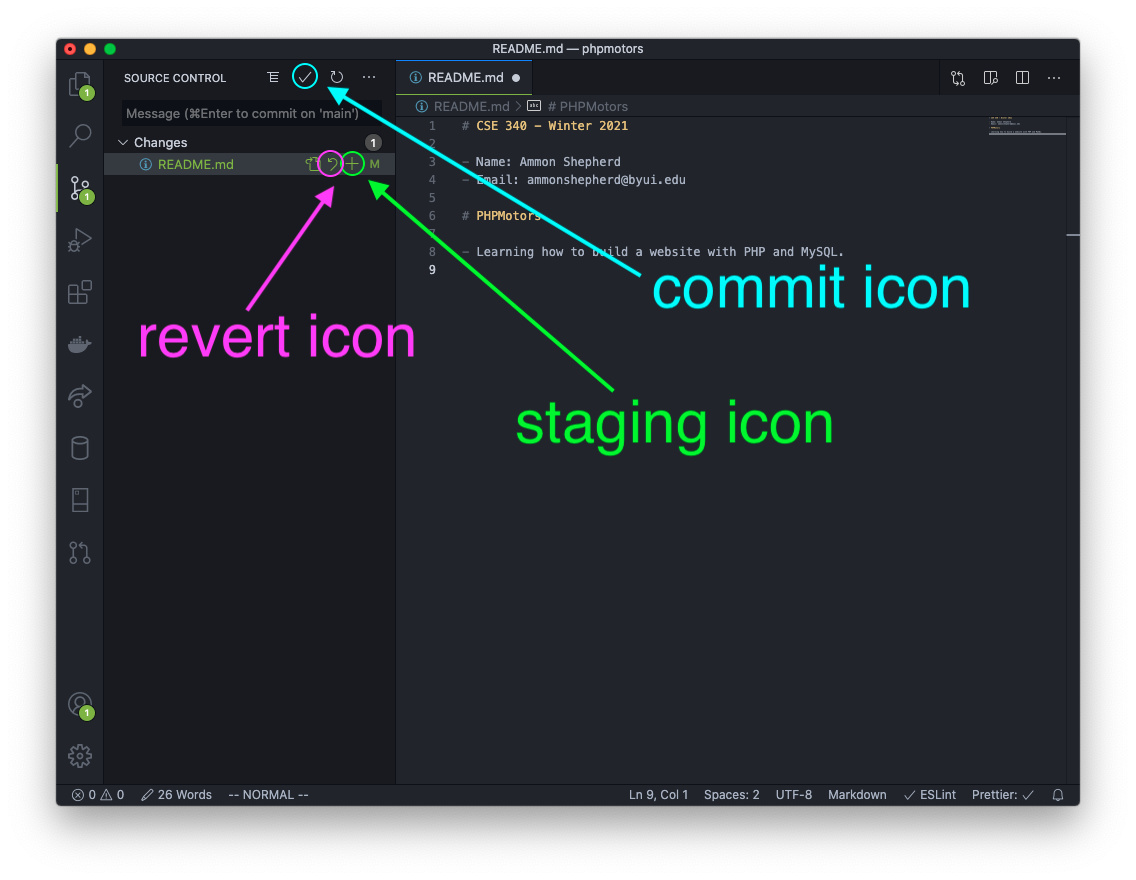 README.md — phpmotors
SOURCE CONTROL
README.md
1
Message (⌘Enter to commit on 'main')
README.md > # PHPMotors
Changes 1
README.md M
1 # CSE 340 - Winter 2021
2
3 - Name: Ammon Shepherd
4 - Email: ammonshepherd@byui.edu
5
6 # PHPMotors
7
8 - Learning how to build a website with PHP and MySQL.
9
1
commit icon
revert icon
staging icon
1
0 0 26 Words -- NORMAL -- Ln 9, Col 1 Spaces: 2 UTF-8 Markdown ESLint Prettier: